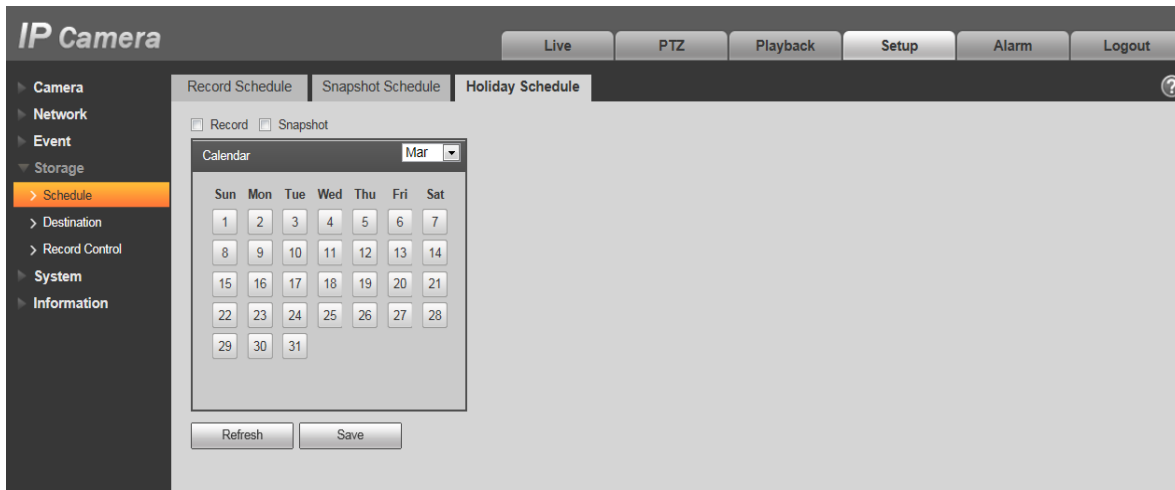 IP Camera
Live PTZ Playback Setup Alarm Logout
Camera
Network
Event
Storage
Schedule
Destination
Record Control
System
Information
Record Schedule Snapshot Schedule Holiday Schedule
?
Record Snapshot
Calendar Mar
Sun Mon Tue Wed Thu Fri Sat
1 2 3 4 5 6 7
8 9 10 11 12 13 14
15 16 17 18 19 20 21
22 23 24 25 26 27 28
29 30 31
Refresh Save